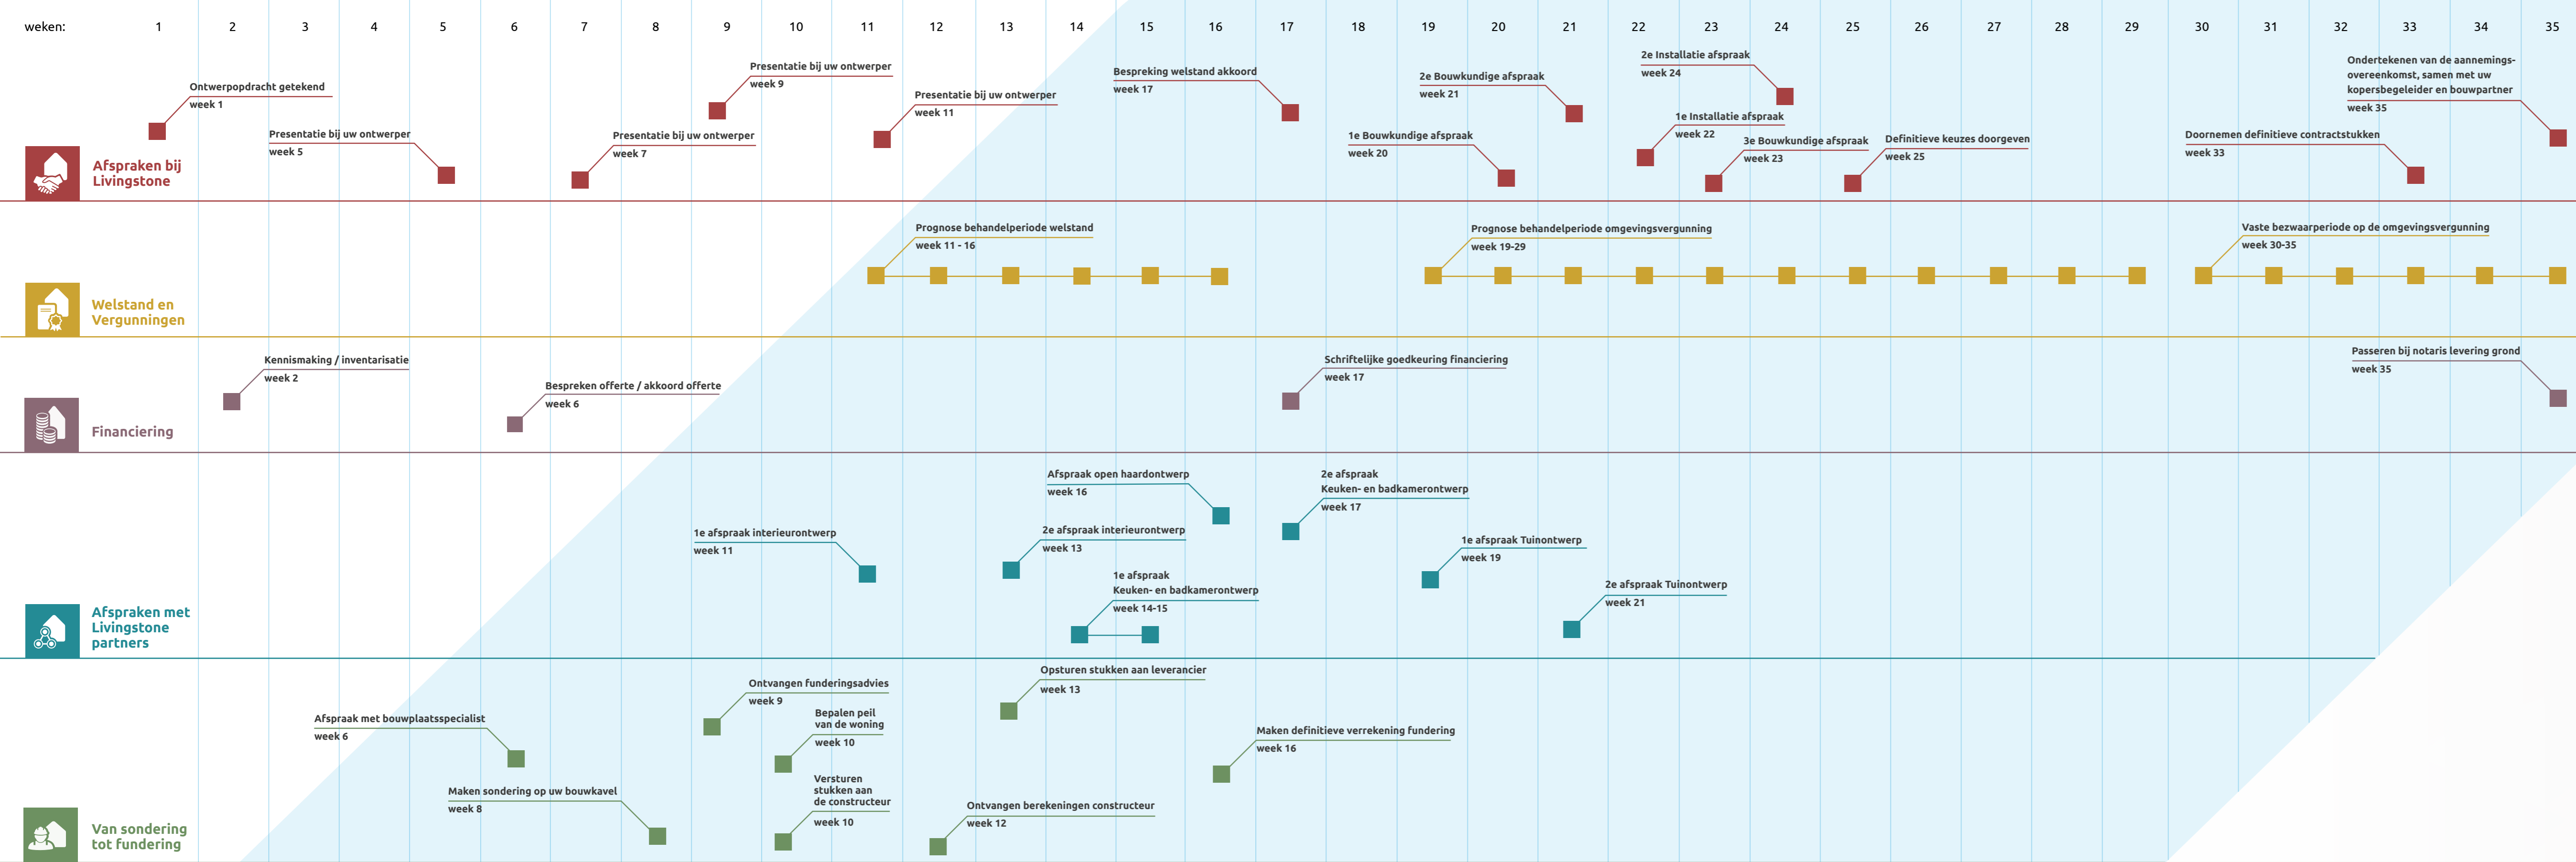 weken: 1 2 3 4 5 6 7 8 9 10 11 12 13 14 15 16 17 18 19 20 21 22 23 24 25 26 27 28 29 30 31 32 33 34 35
Afspraken bij
Livingstone
Ontwerpopdracht getekend
week 1
Presentatie bij uw ontwerper
week 5
Presentatie bij uw ontwerper
week 7
Presentatie bij uw ontwerper
week 9
Presentatie bij uw ontwerper
week 11
Bespreking welstand akkoord
week 17
1e Bouwkundige afspraak
week 20
2e Bouwkundige afspraak
week 21
2e Installatie afspraak
week 24
1e Installatie afspraak
week 22
3e Bouwkundige afspraak
week 23
Definitieve keuzes doorgeven
week 25
Doornemen definitieve contractstukken
week 33
Ondertekenen van de aannemings-
overeenkomst, samen met uw
kopersbegeleider en bouwpartner
week 35
Welstand en
Vergunningen
Prognose behandelperiode welstand
week 11 - 16
Prognose behandelperiode omgevingsvergunning
week 19-29
Vaste bezwaarperiode op de omgevingsvergunning
week 30-35
Financiering
Kennismaking / inventarisatie
week 2
Bespreken offerte / akkoord offerte
week 6
Schriftelijke goedkeuring financiering
week 17
Passeren bij notaris levering grond
week 35
Afspraken met
Livingstone
partners
1e afspraak interieurontwerp
week 11
Afspraak open haardontwerp
week 16
2e afspraak interieurontwerp
week 13
1e afspraak
Keuken- en badkamerontwerp
week 14-15
2e afspraak
Keuken- en badkamerontwerp
week 17
1e afspraak Tuinontwerp
week 19
2e afspraak Tuinontwerp
week 21
Van sondering
tot fundering
Afspraak met bouwplaatsspecialist
week 6
Maken sondering op uw bouwkavel
week 8
Ontvangen funderingsadvies
week 9
Bepalen peil
van de woning
week 10
Versturen
stukken aan
de constructeur
week 10
Ontvangen berekeningen constructeur
week 12
Opsturen stukken aan leverancier
week 13
Maken definitieve verrekening fundering
week 16